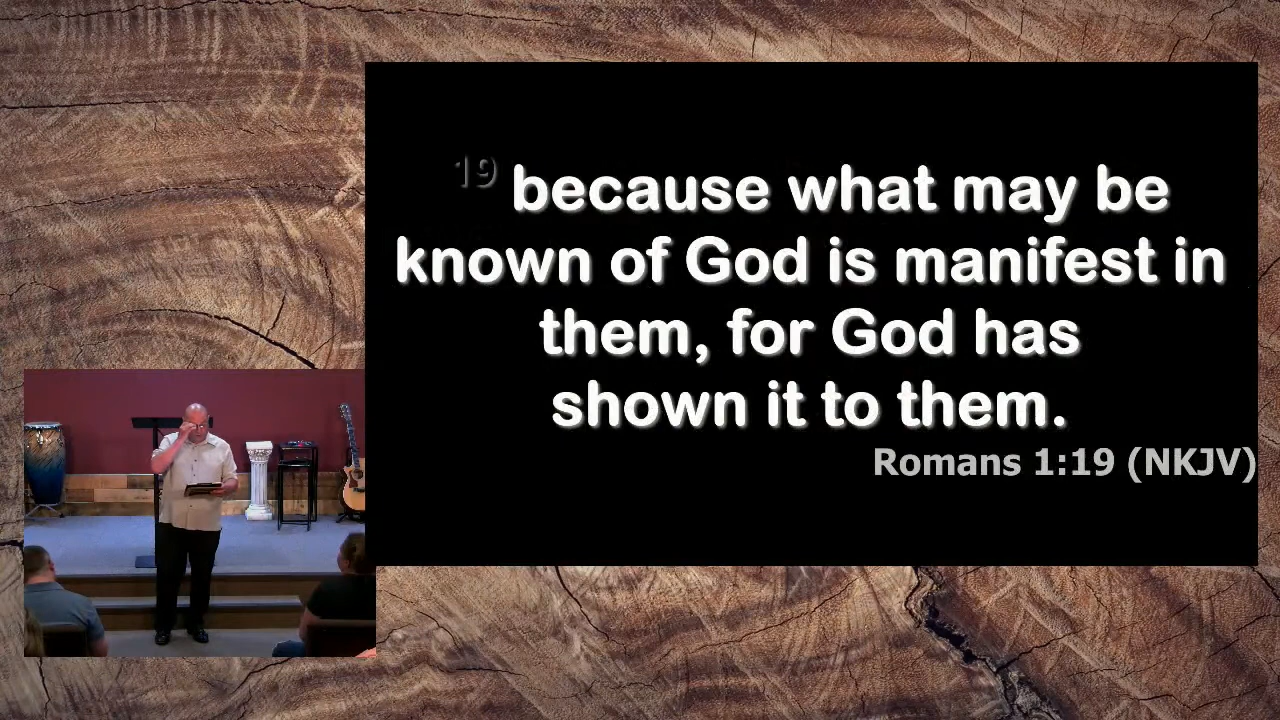 19 because what may be
known of God is manifest in
them, for God has
shown it to them.
Romans 1:19 (NKJV)